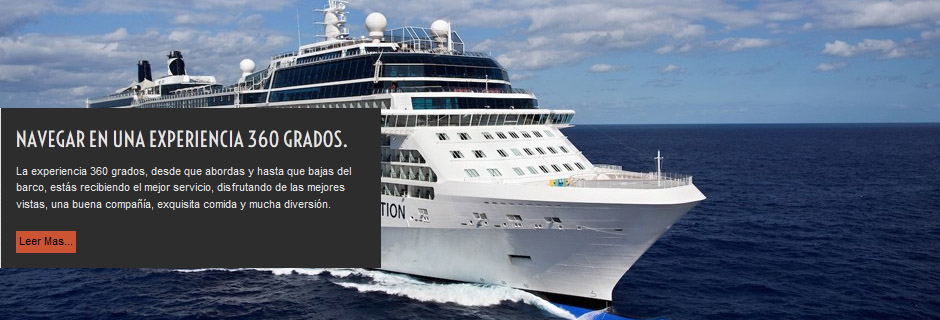 NAVEGAR EN UNA EXPERIENCIA 360 GRADOS.
La experiencia 360 grados, desde que abordas y hasta que bajas del
barco, estás recibiendo el mejor servicio, disfrutando de las mejores
vistas, una buena compañía, exquisita comida y mucha diversión.
Leer Mas...